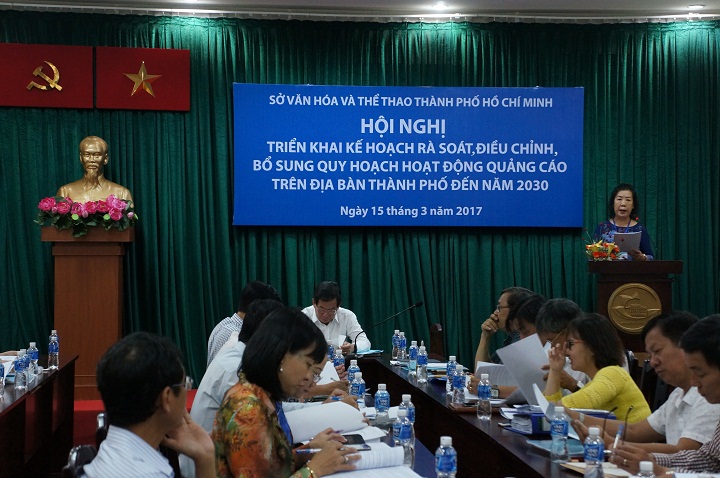 SỞ VĂN HÓA VÀ THỂ THAO THÀNH PHỐ HỒ CHÍ MINH
HỘI NGHỊ
TRIỂN KHAI KẾ HOẠCH RÀ SOÁT,ĐIỀU CHỈNH,
BỔ SUNG QUY HOẠCH HOẠT ĐỘNG QUẢNG CÁO
TRÊN ĐỊA BÀN THÀNH PHỐ ĐẾN NĂM 2030
Ngày 15 tháng 3 năm 2017